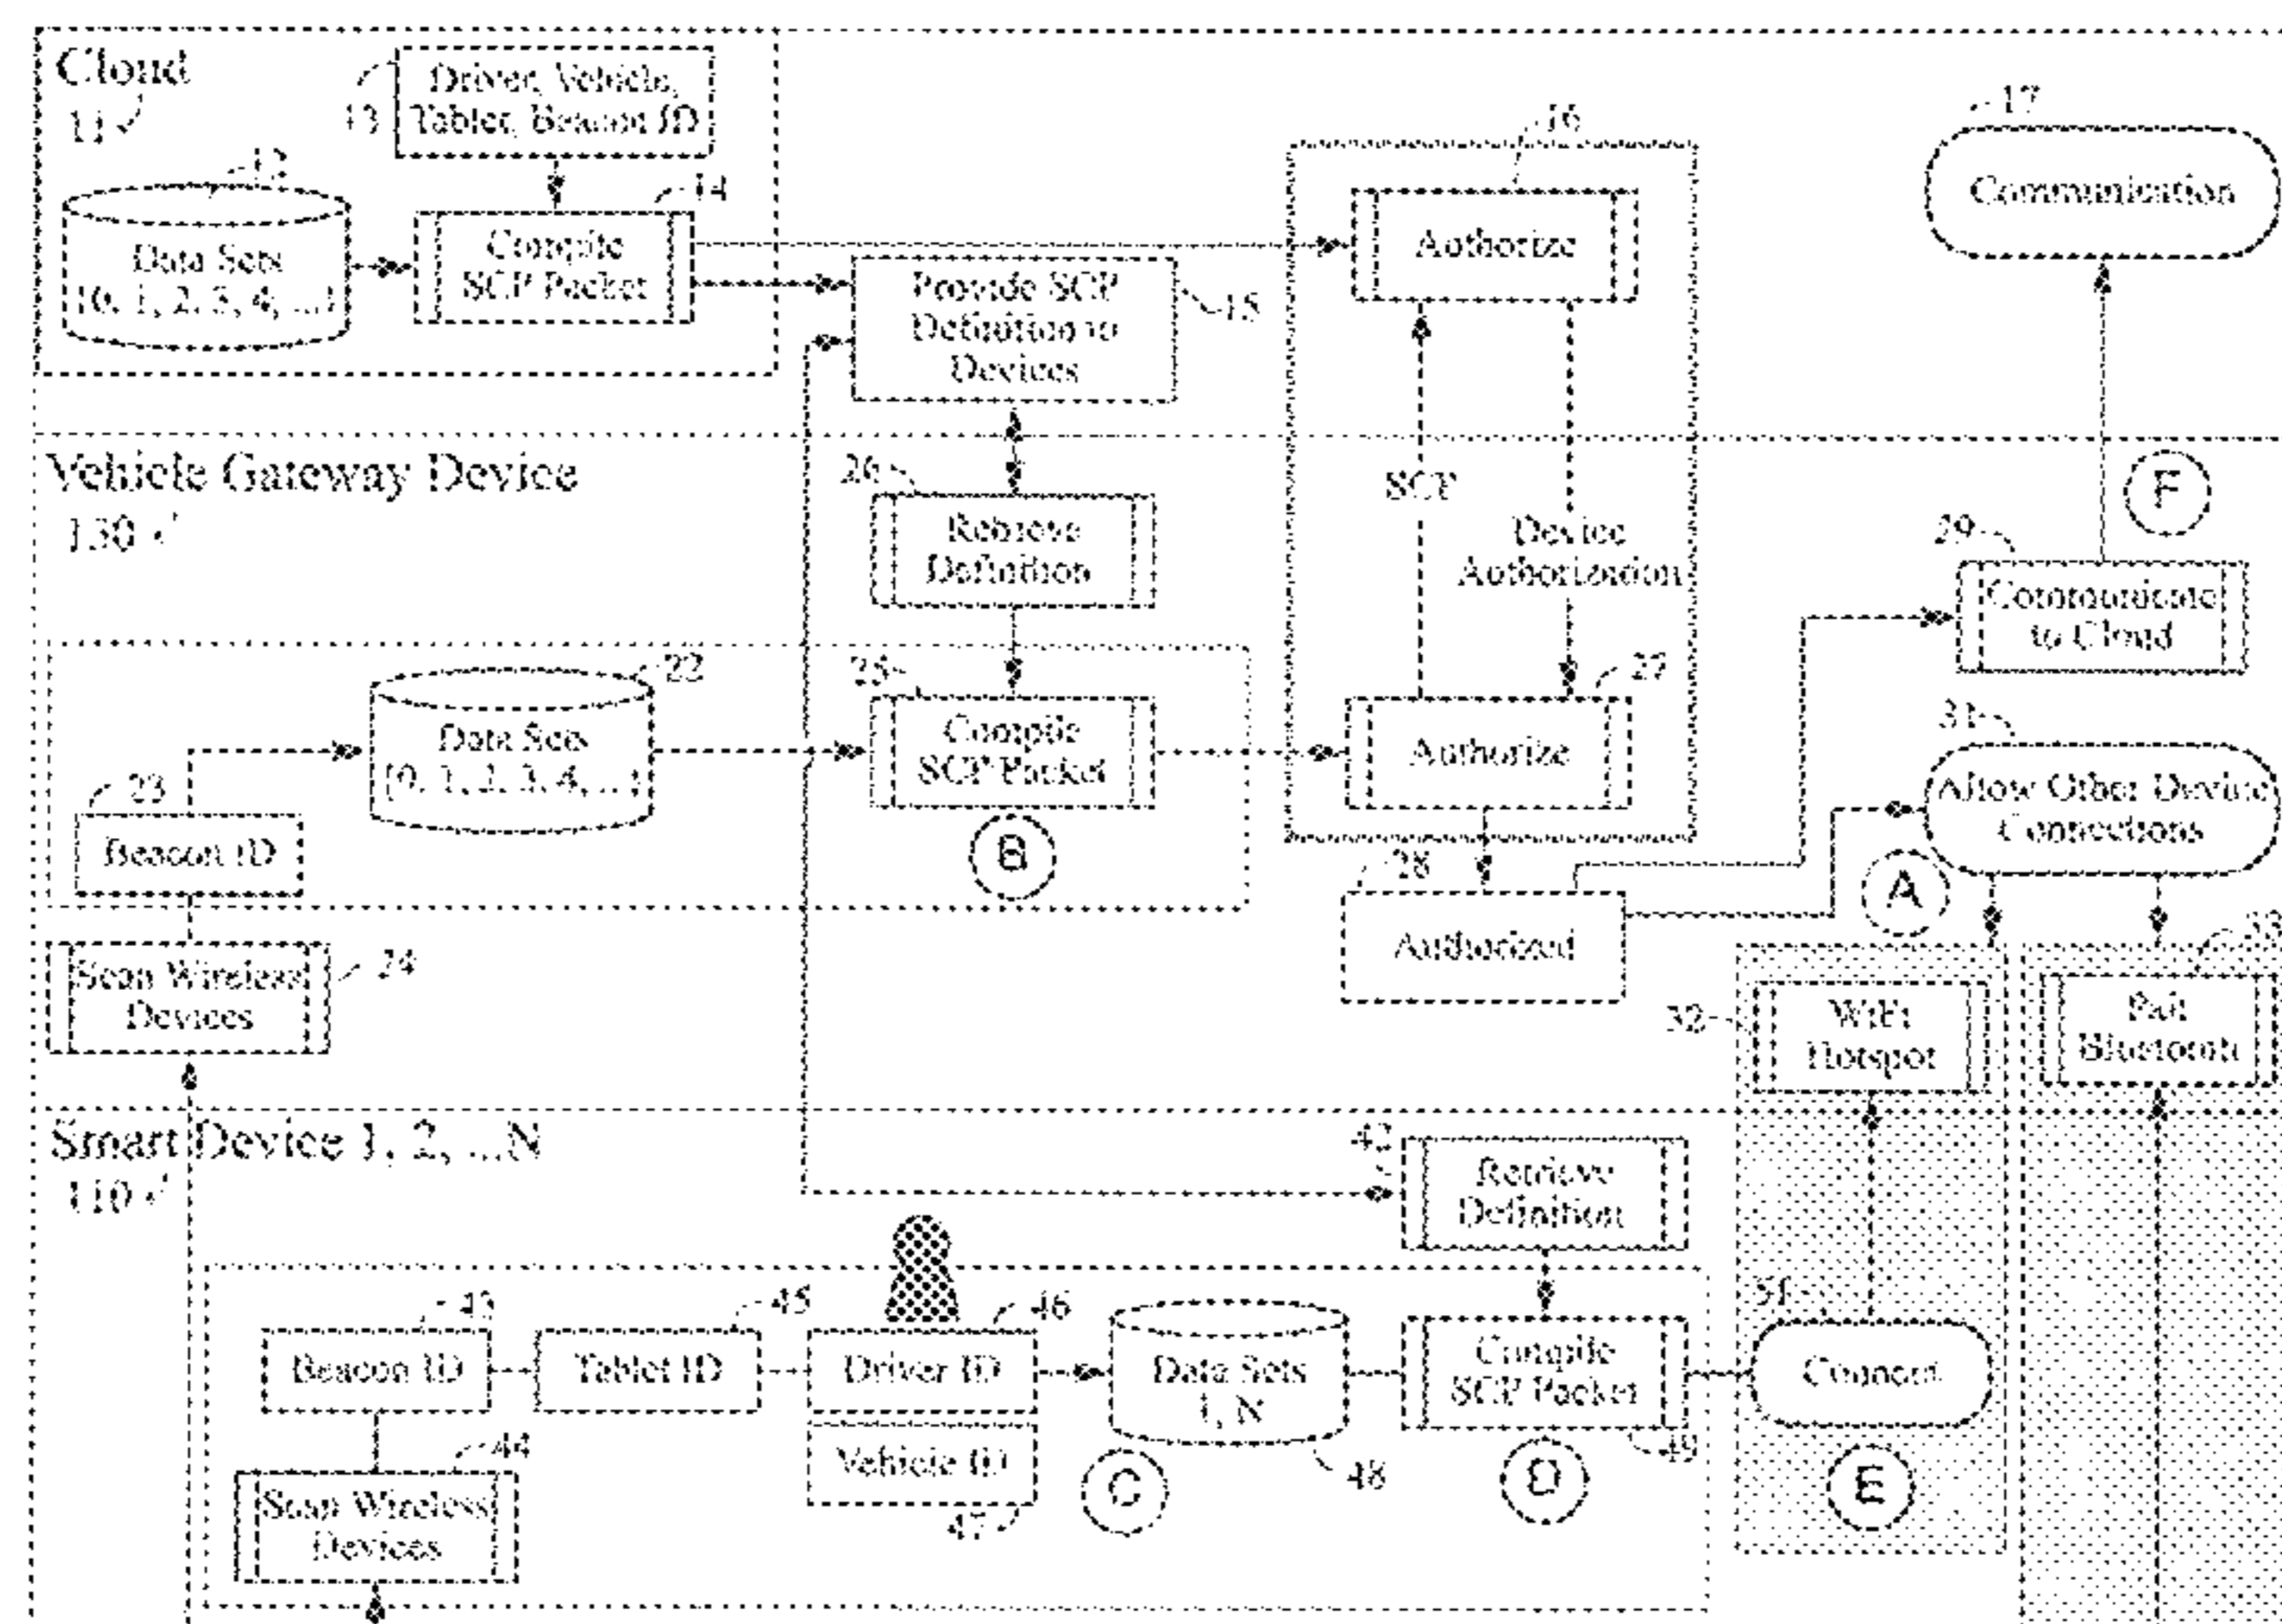 Cloud
11
13
Driver, Vehicle,
Tablet, Beacon ID
12
Data Sets
{0, 1, 2, 3, 4, ...}
14
Compile
SCP Packet
Provide SCP
Definition to
Devices
15
16
Authorize
17
Communication
Vehicle Gateway Device
130
26
Retrieve
Definition
SCP
Device
Authorization
F
29
Communicate
to Cloud
22
Data Sets
{0, 1, 2, 3, 4, ...}
25
Compile
SCP Packet
B
27
Authorize
31
Allow Other Device
Connections
23
Beacon ID
28
Authorized
A
Scan Wireless
Devices
24
32
WiFi
Hotspot
33
Pair
Bluetooth
Smart Device 1, 2, ...N
110
42
Retrieve
Definition
43
Beacon ID
45
Tablet ID
46
Driver ID
Vehicle ID
47
Data Sets
1, N
48
C
Compile
SCP Packet
49
D
51
Connect
E
44
Scan Wireless
Devices